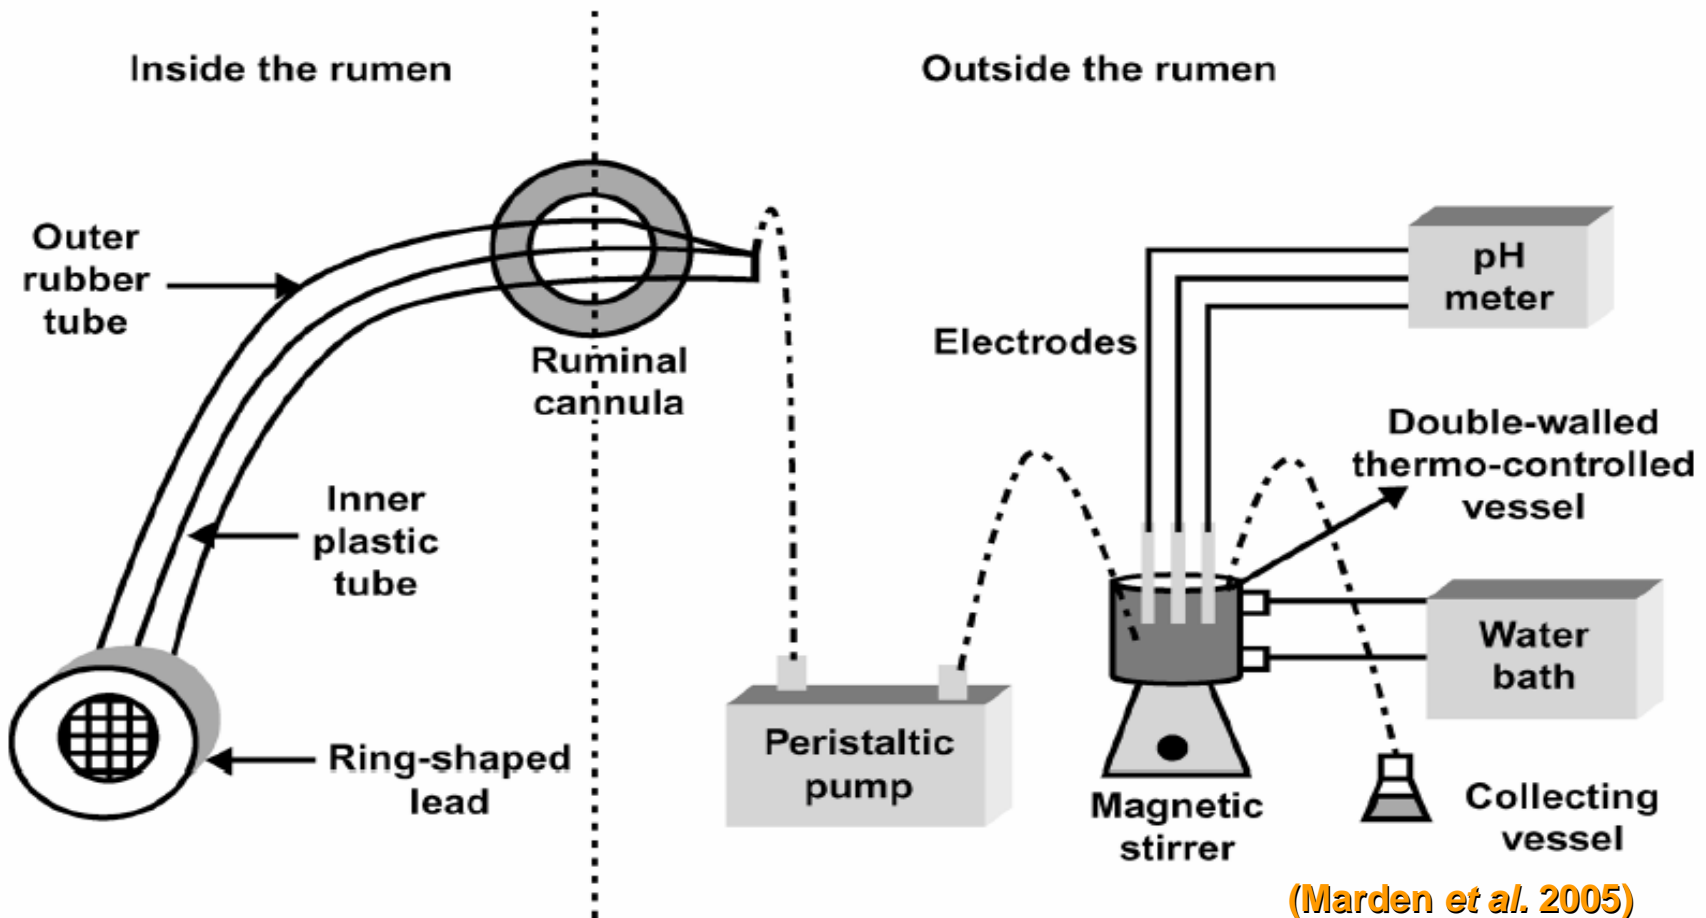 Inside the rumen
Outside the rumen
Outer
rubber
tube
Ruminal
cannula
Inner
plastic
tube
Ring-shaped
lead
Peristaltic
pump
Electrodes
pH
meter
Double-walled
thermo-controlled
vessel
Water
bath
Magnetic
stirrer
Collecting
vessel
(Marden et al. 2005)